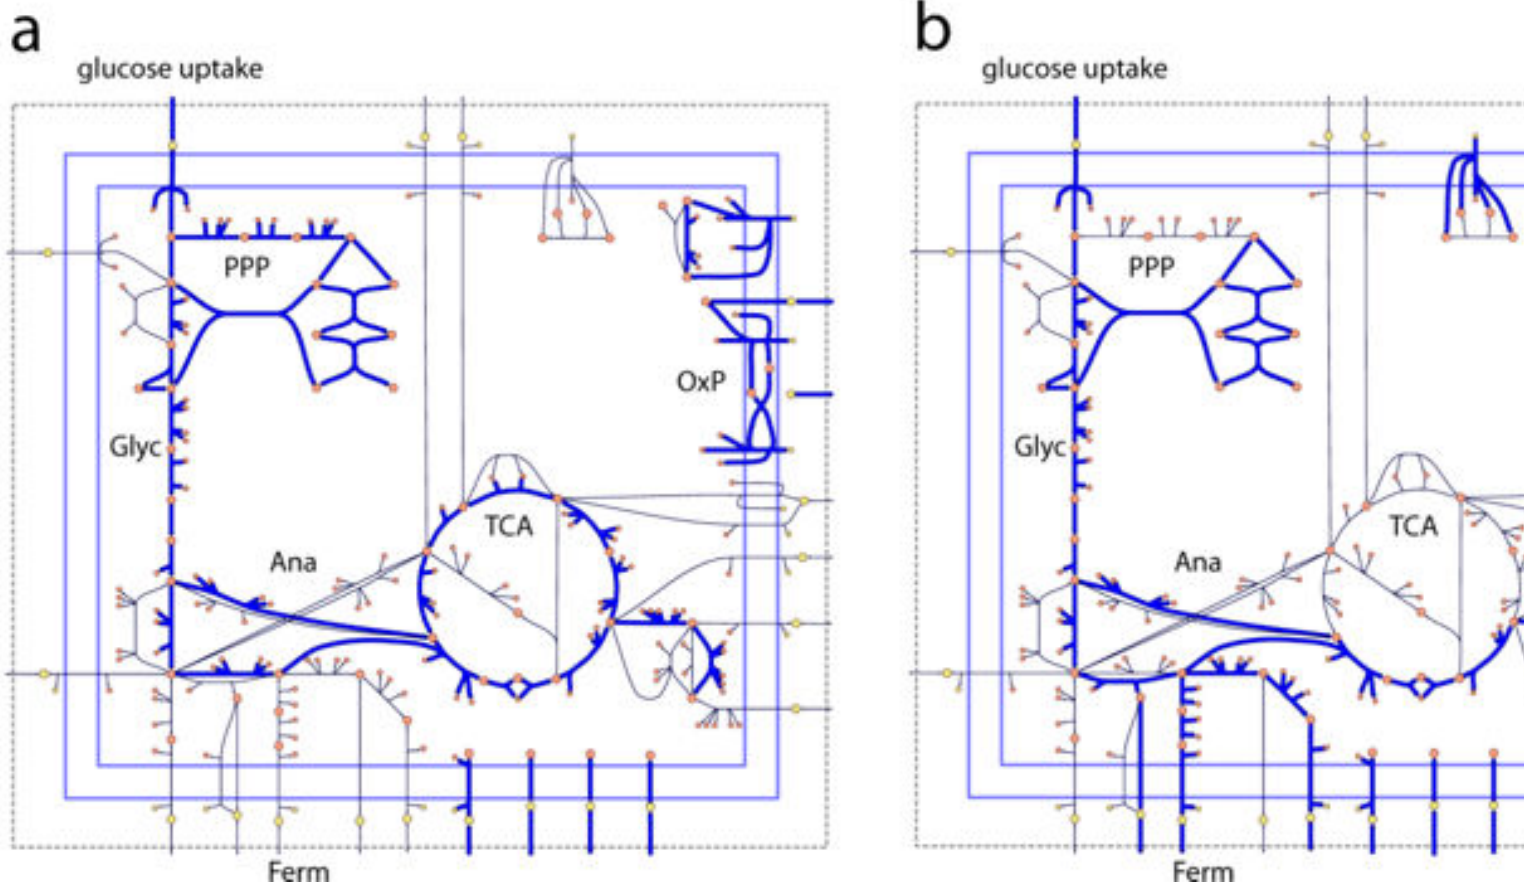 a
glucose uptake
PPP
OxP
Glyc
TCA
Ana
Ferm
b
glucose uptake
PPP
Glyc
TCA
Ana
Ferm